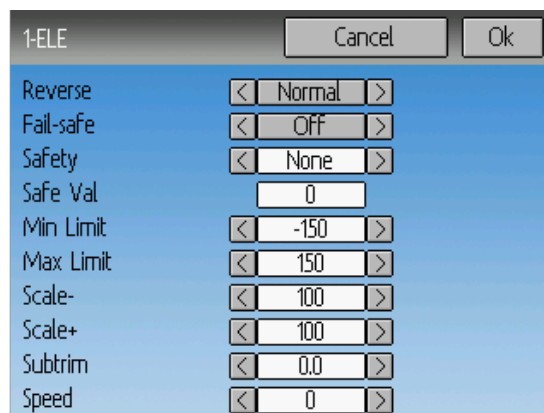 1-ELE Cancel Ok
Reverse < Normal >
Fail-safe < Off >
Safety < None >
Safe Val 0
Min Limit < -150 >
Max Limit < 150 >
Scale- < 100 >
Scale+ < 100 >
Subtrim < 0.0 >
Speed < 0 >